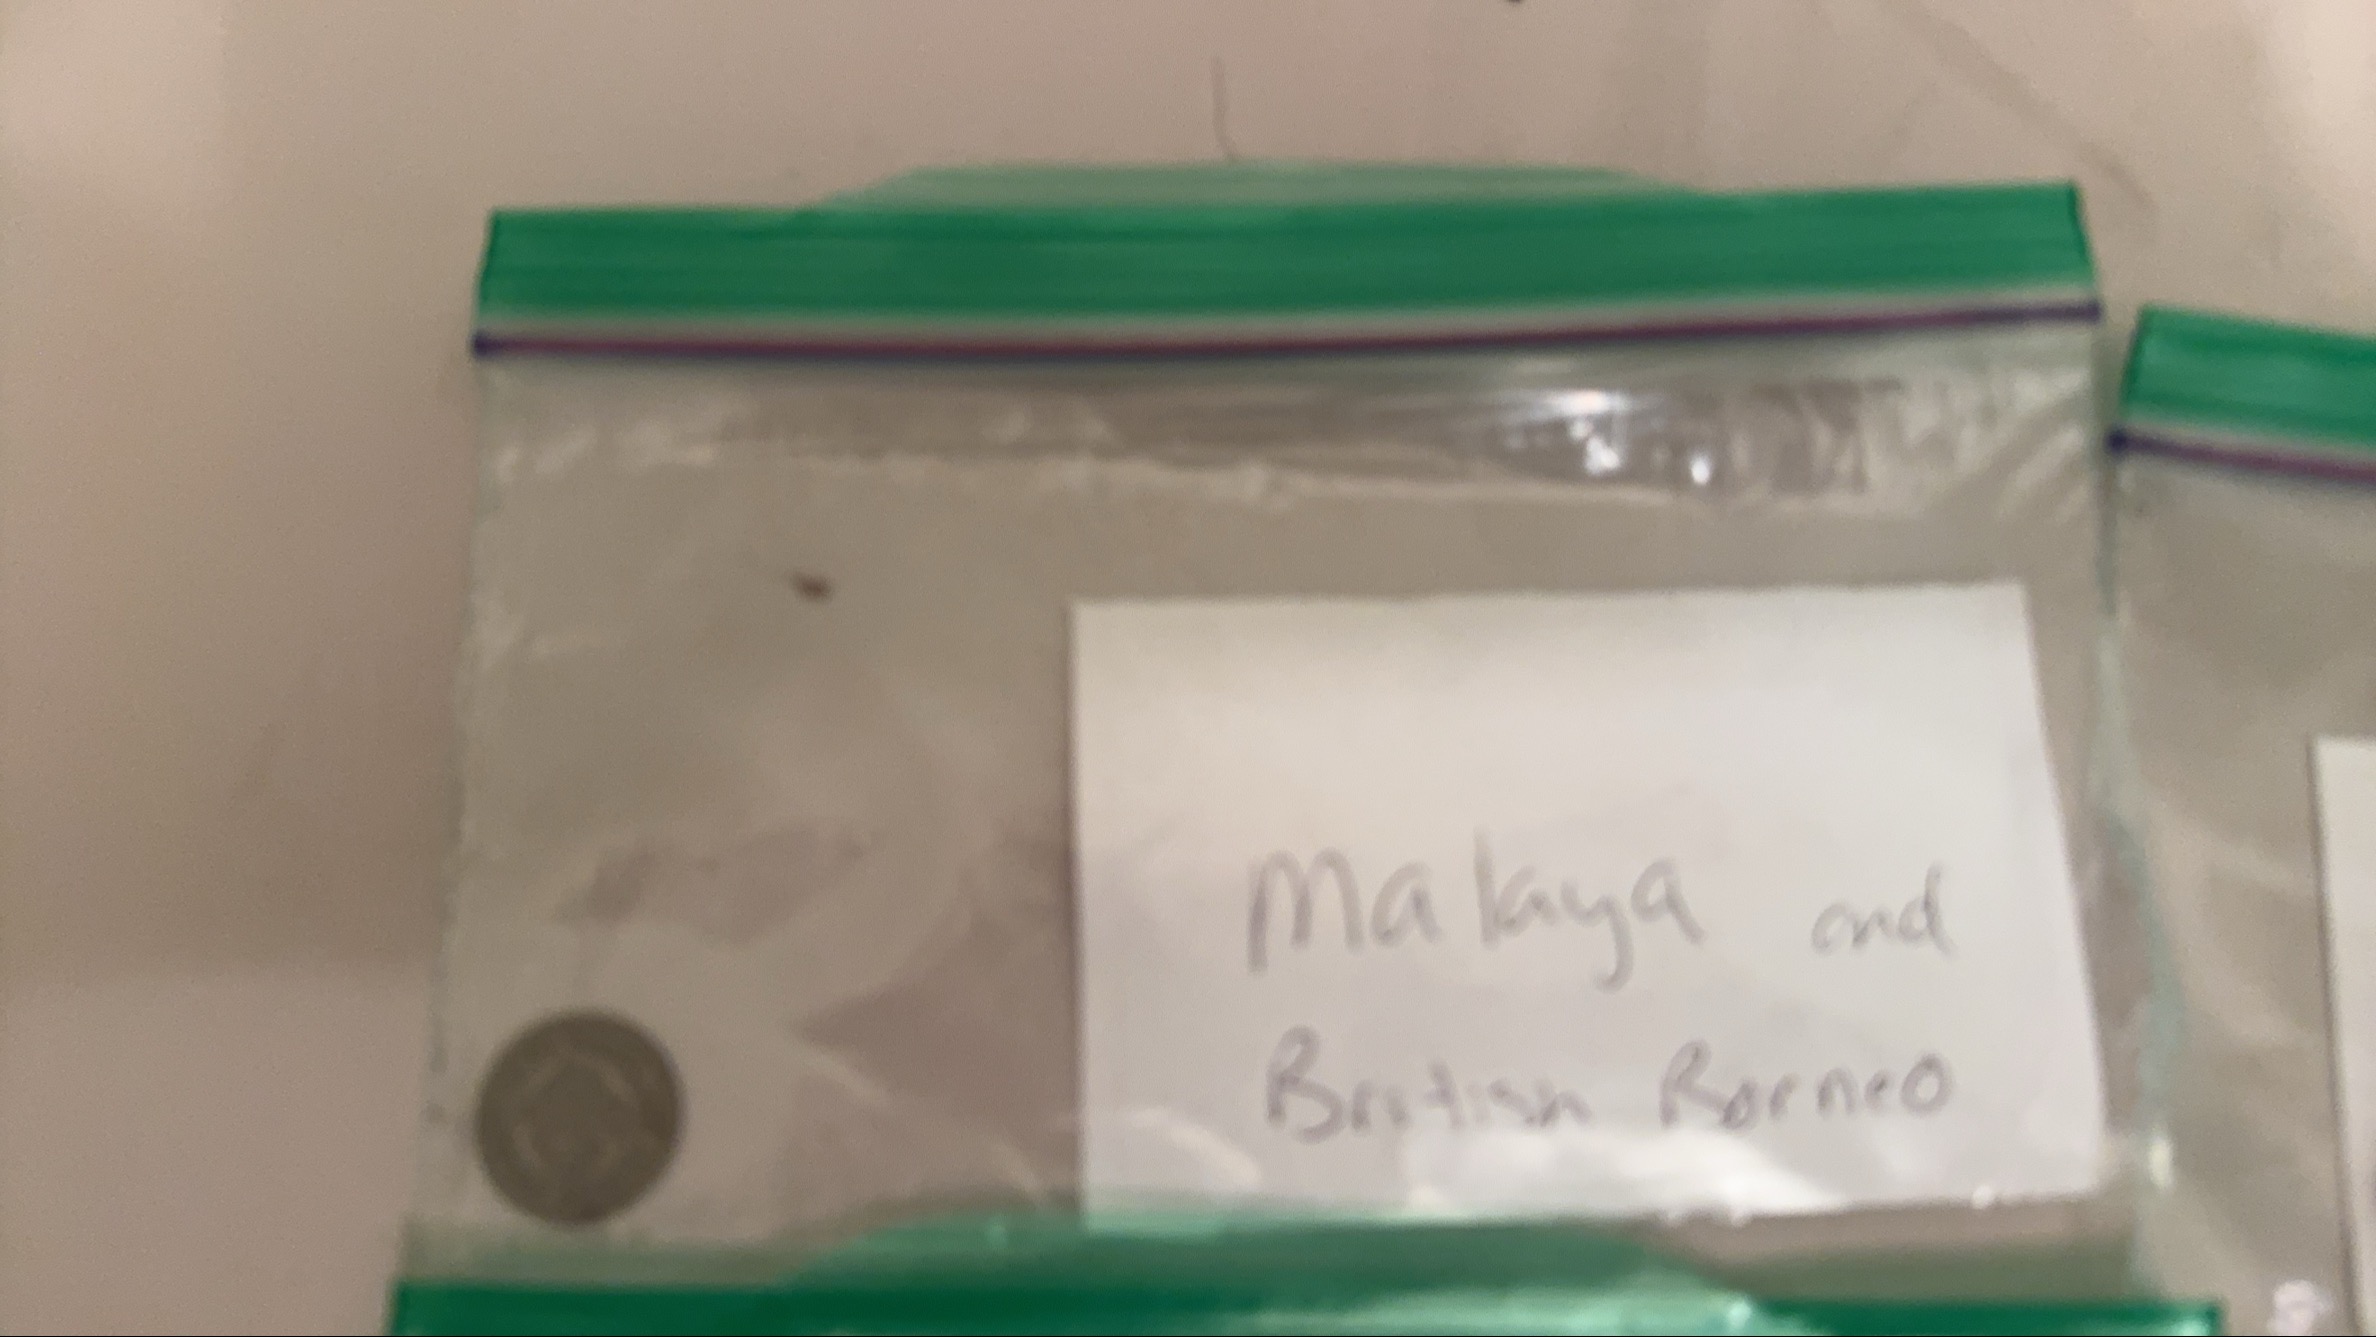 Malaya and
British Borneo